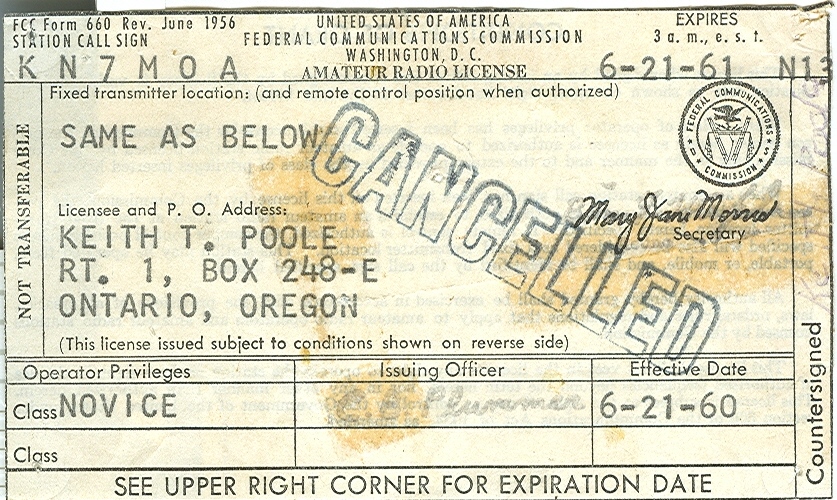 FCC Form 660 Rev. June 1956
STATION CALL SIGN
K N 7 M O A
UNITED STATES OF AMERICA
FEDERAL COMMUNICATIONS COMMISSION
WASHINGTON, D. C.
AMATEUR RADIO LICENSE
EXPIRES
3 a. m., e. s. t.
6-21-61 N13
NOT TRANSFERABLE
Fixed transmitter location: (and remote control position when authorized)
SAME AS BELOW
CANCELLED
FEDERAL COMMUNICATIONS
COMMISSION
Licensee and P. O. Address:
KEITH T. POOLE
RT. 1, BOX 248-E
ONTARIO, OREGON
Mary Jane Morris
Secretary
(This license issued subject to conditions shown on reverse side)
Operator Privileges
Issuing Officer
Effective Date
Class NOVICE
6-21-60
Class
Countersigned
SEE UPPER RIGHT CORNER FOR EXPIRATION DATE